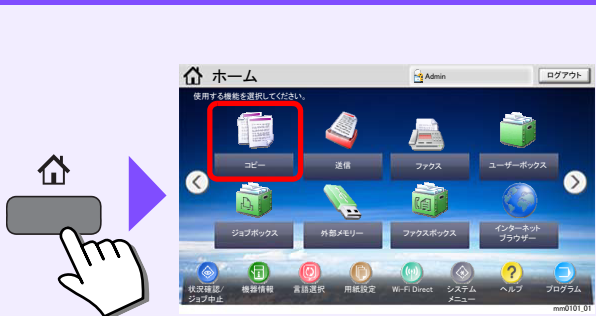 ホーム
Admin
ログアウト
使用する機能を選択してください。
コピー
送信
ファクス
ユーザーボックス
ジョブボックス
外部メモリー
ファクスボックス
インターネット
ブラウザー
状況確認/
ジョブ中止
機器情報
言語選択
用紙設定
Wi-Fi Direct
システム
メニュー
ヘルプ
プログラム
mm0101_01